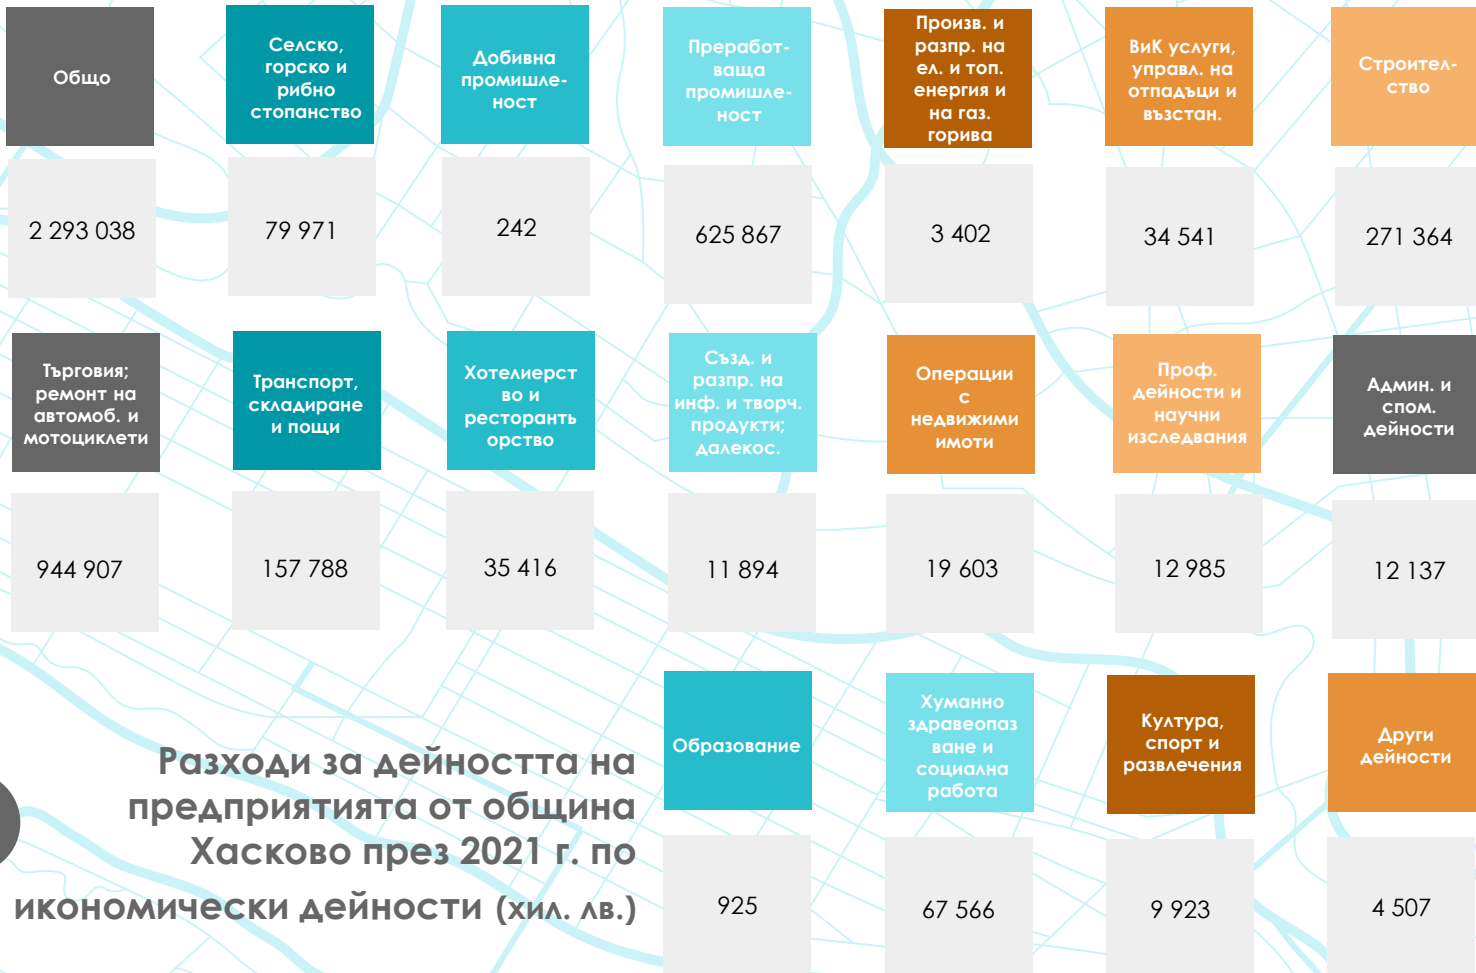 Общо
Селско,
горско и
рибно
стопанство
Добивна
промишле-
ност
Преработ-
ваща
промишле-
ност
Произв. и
разпр. на
ел. и топ.
енергия и
на газ.
горива
ВиК услуги,
управл. на
отпадъци и
възстан.
Строител-
ство
2 293 038
79 971
242
625 867
3 402
34 541
271 364
Търговия;
ремонт на
автомоб. и
мотоциклети
Транспорт,
складиране
и пощи
Хотелиерст
во и
ресторанть
орство
Създ. и
разпр. на
инф. и творч.
продукти;
далекос.
Операции
с
недвижими
имоти
Проф.
дейности и
научни
изследвания
Админ. и
спом.
дейности
944 907
157 788
35 416
11 894
19 603
12 985
12 137
Образование
Хуманно
здравеопаз
ване и
социална
работа
Култура,
спорт и
развлечения
Други
дейности
925
67 566
9 923
4 507
Разходи за дейността на
предприятията от община
Хасково през 2021 г. по
икономически дейности (хил. лв.)